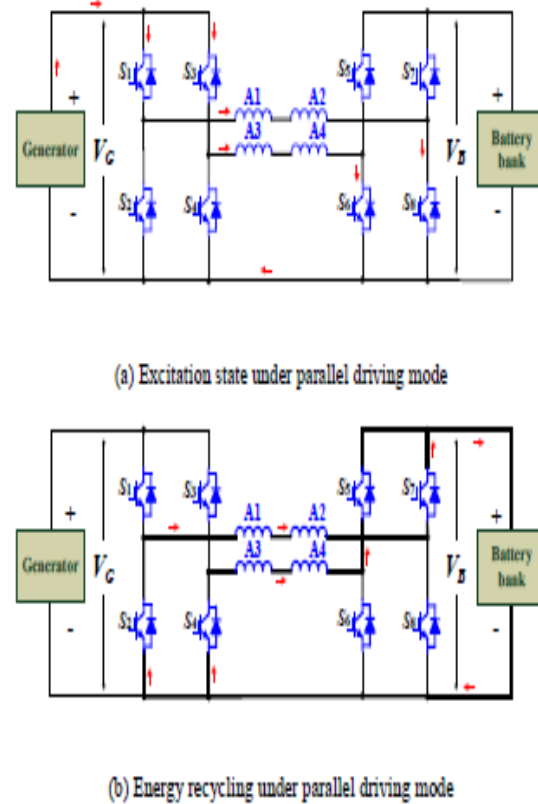 S1
S3
S5
S7
A1
A2
+
Generator
-
VG
A3
A4
VB
+
Battery
bank
-
S2
S4
S6
S8
(a) Excitation state under parallel driving mode
S1
S3
S5
S7
A1
A2
+
Generator
-
VG
A3
A4
VB
+
Battery
bank
-
S2
S4
S6
S8
(b) Energy recycling under parallel driving mode